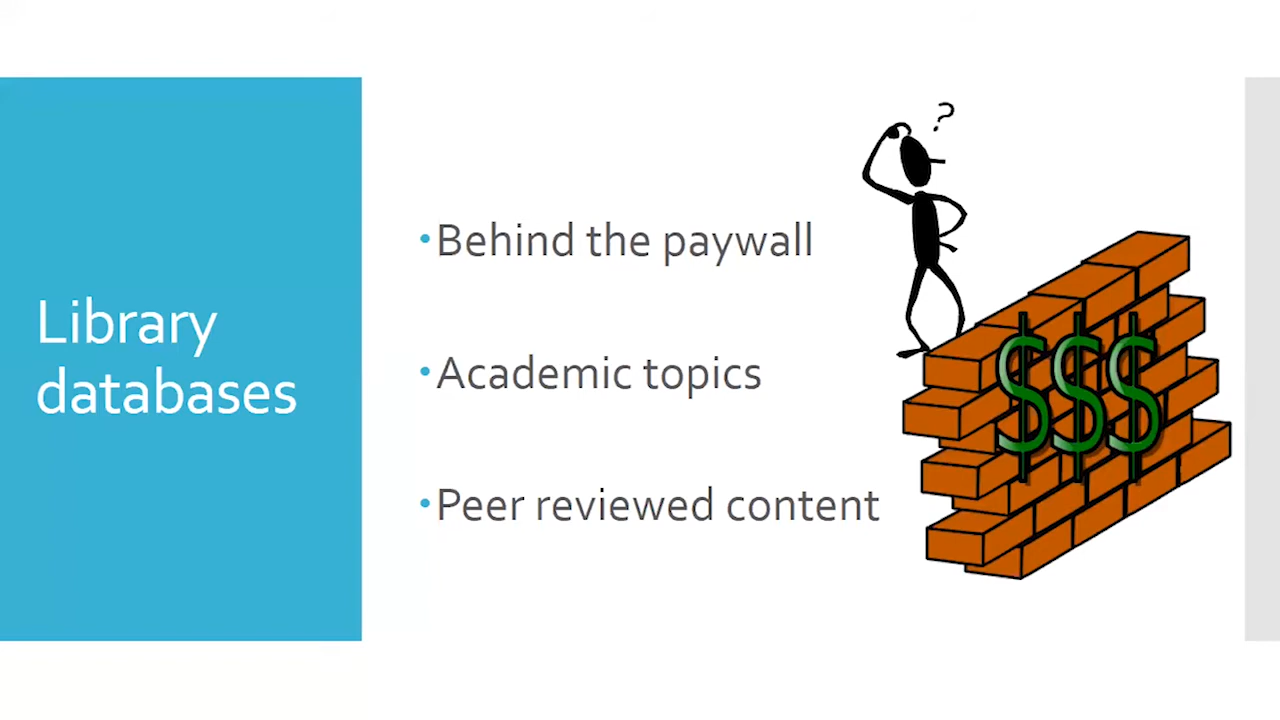 Library
databases
•Behind the paywall
•Academic topics
•Peer reviewed content
?
$$$